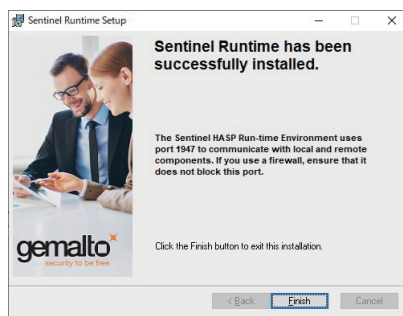 Sentinel Runtime Setup
Sentinel Runtime has been
successfully installed.
The Sentinel HASP Run-time Environment uses
port 1947 to communicate with local and remote
components. If you use a firewall, ensure that it
does not block this port.
Click the Finish button to exit this installation.
gemalto
security to be free
< Back
Finish
Cancel